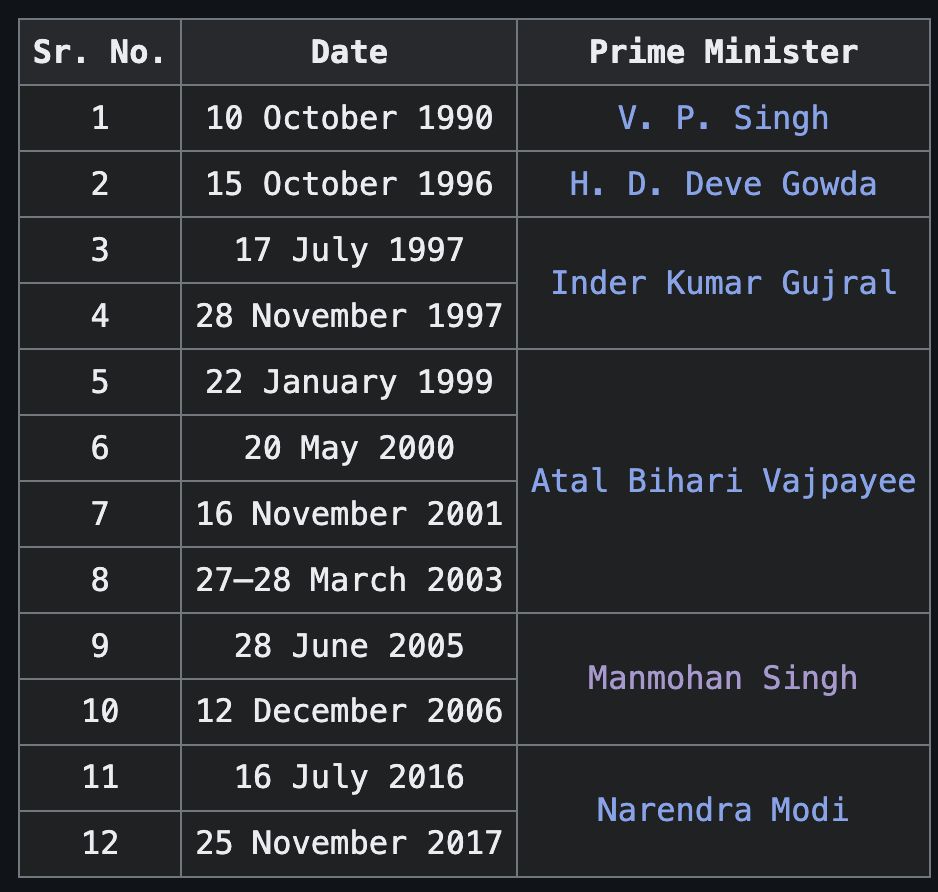 Sr. No. Date Prime Minister
1 10 October 1990 V. P. Singh
2 15 October 1996 H. D. Deve Gowda
3 17 July 1997
Inder Kumar Gujral
4 28 November 1997
5 22 January 1999
6 20 May 2000
Atal Bihari Vajpayee
7 16 November 2001
8 27–28 March 2003
9 28 June 2005
Manmohan Singh
10 12 December 2006
11 16 July 2016
Narendra Modi
12 25 November 2017